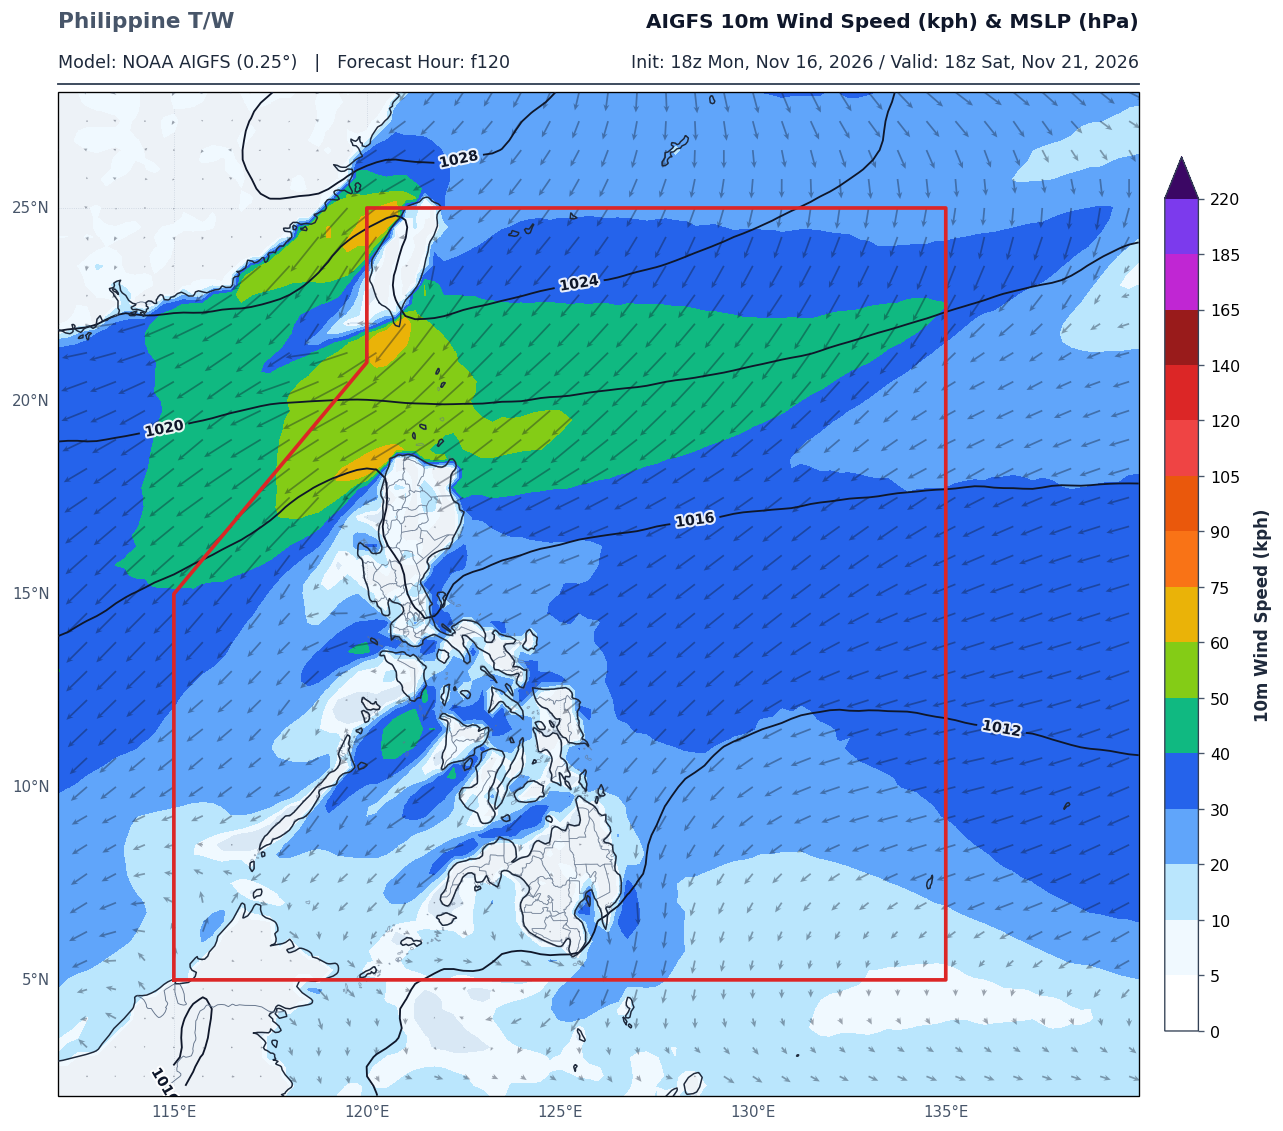 Philippine T/W
AIGFS 10m Wind Speed (kph) & MSLP (hPa)
Model: NOAA AIGFS (0.25°)   |   Forecast Hour: f120
Init: 18z Mon, Nov 16, 2026 / Valid: 18z Sat, Nov 21, 2026
1028
1024
1020
1016
1012
25°N
20°N
15°N
10°N
5°N
115°E
120°E
125°E
130°E
135°E
220
185
165
140
120
105
90
75
60
50
40
30
20
10
5
0
10m Wind Speed (kph)